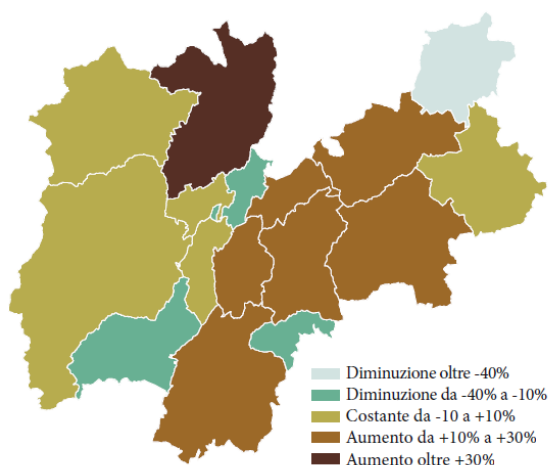 Diminuzione oltre -40%
Diminuzione da -40% a -10%
Costante da -10 a +10%
Aumento da +10% a +30%
Aumento oltre +30%